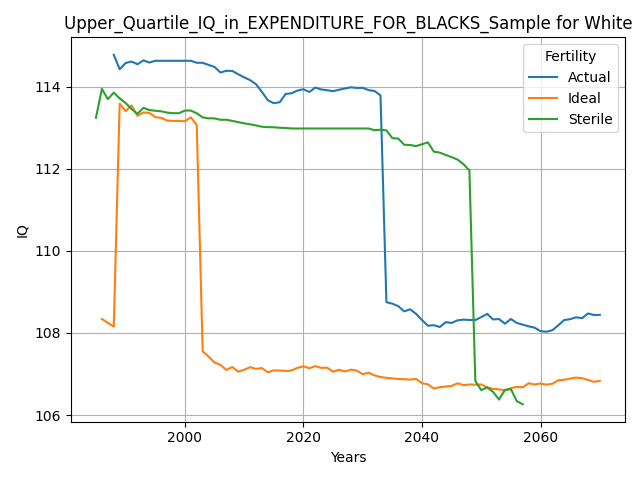 Upper_Quartile_IQ_in_EXPENDITURE_FOR_BLACKS_Sample for White
Fertility
Actual
Ideal
Sterile
114
112
110
108
106
IQ
2000
2020
2040
2060
Years